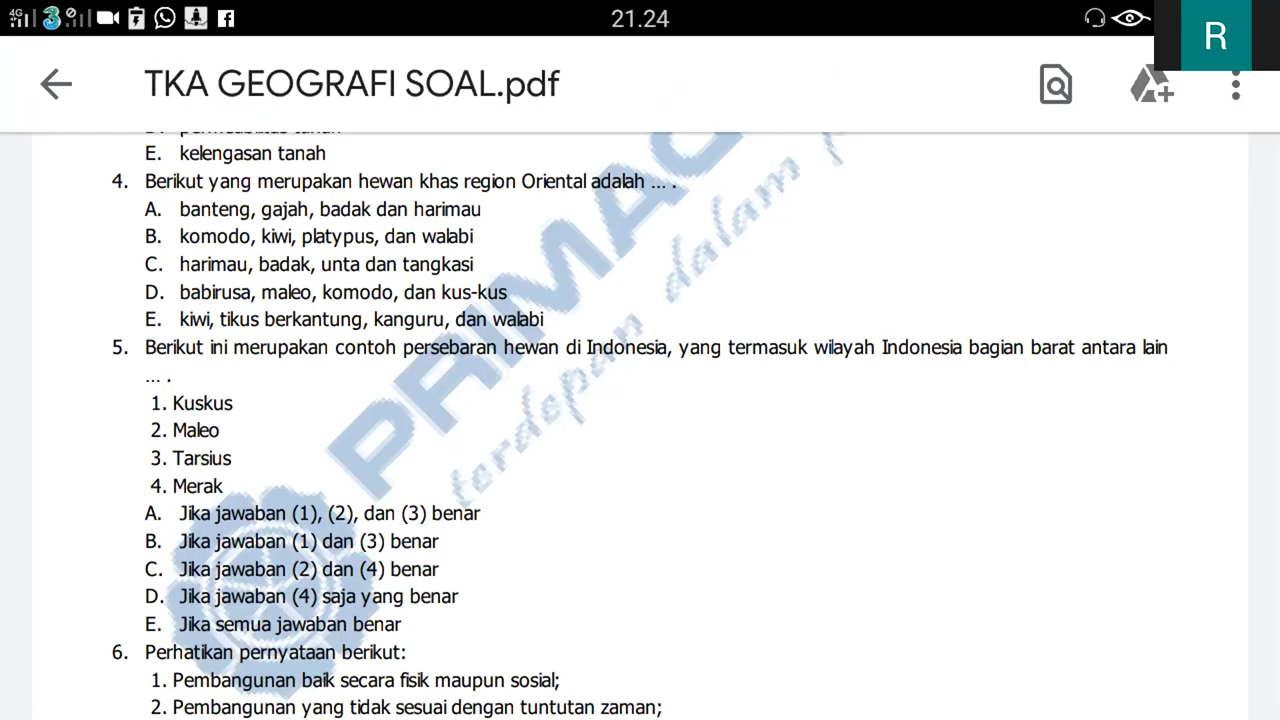 4G
21.24
R
TKA GEOGRAFI SOAL.pdf
E. kelengasan tanah
4. Berikut yang merupakan hewan khas region Oriental adalah ... .
A. banteng, gajah, badak dan harimau
B. komodo, kiwi, platypus, dan walabi
C. harimau, badak, unta dan tangkasi
D. babirusa, maleo, komodo, dan kus-kus
E. kiwi, tikus berkantung, kanguru, dan walabi
5. Berikut ini merupakan contoh persebaran hewan di Indonesia, yang termasuk wilayah Indonesia bagian barat antara lain
... .
1. Kuskus
2. Maleo
3. Tarsius
4. Merak
A. Jika jawaban (1), (2), dan (3) benar
B. Jika jawaban (1) dan (3) benar
C. Jika jawaban (2) dan (4) benar
D. Jika jawaban (4) saja yang benar
E. Jika semua jawaban benar
6. Perhatikan pernyataan berikut:
1. Pembangunan baik secara fisik maupun sosial;
2. Pembangunan yang tidak sesuai dengan tuntutan zaman;
PRIMAG
terdepan dalam